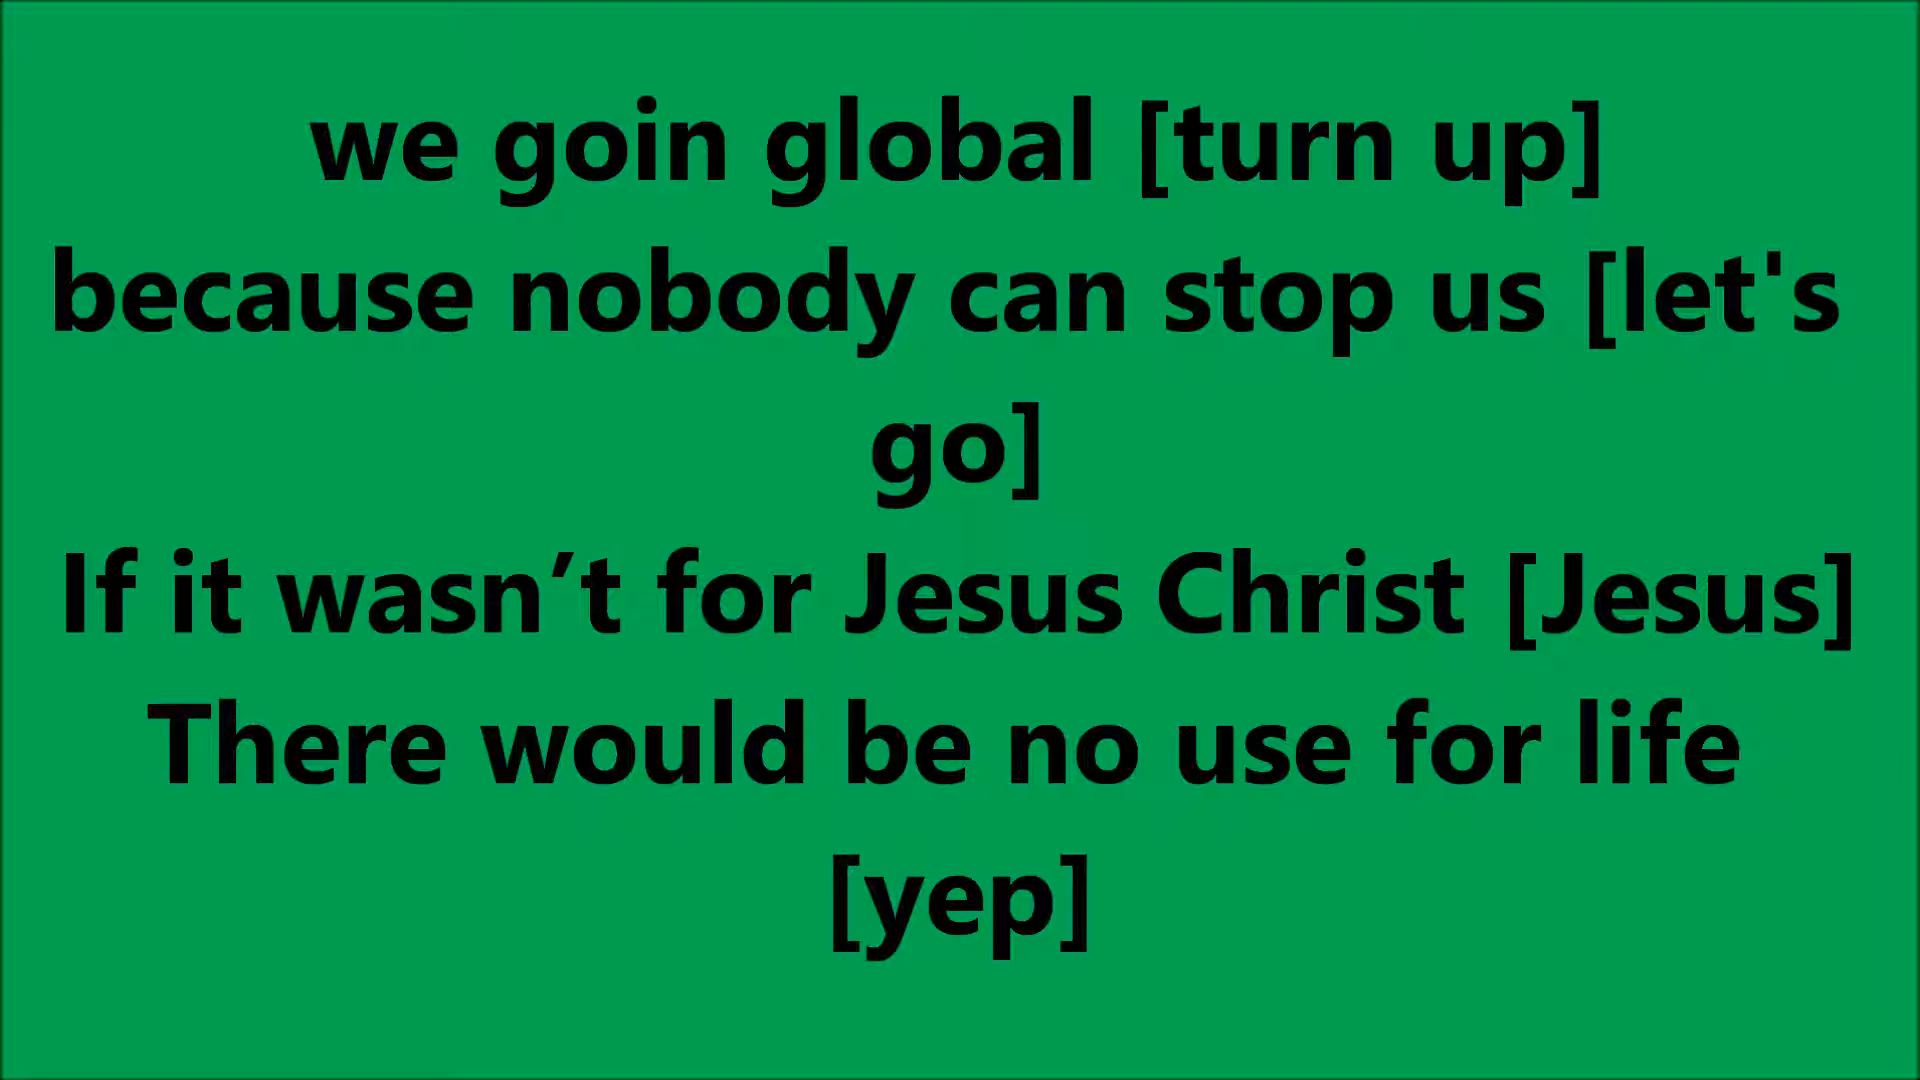 we goin global [turn up]
because nobody can stop us [let's
go]
If it wasn’t for Jesus Christ [Jesus]
There would be no use for life
[yep]